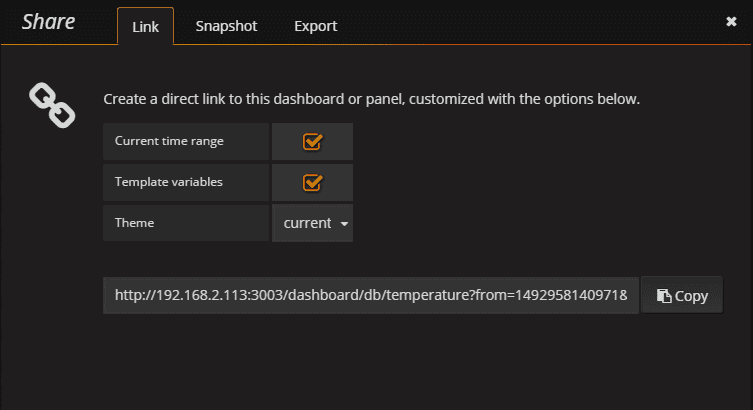 Share
Link
Snapshot
Export
Create a direct link to this dashboard or panel, customized with the options below.
Current time range
Template variables
Theme
current
http://192.168.2.113:3003/dashboard/db/temperature?from=1492958140971&
Copy